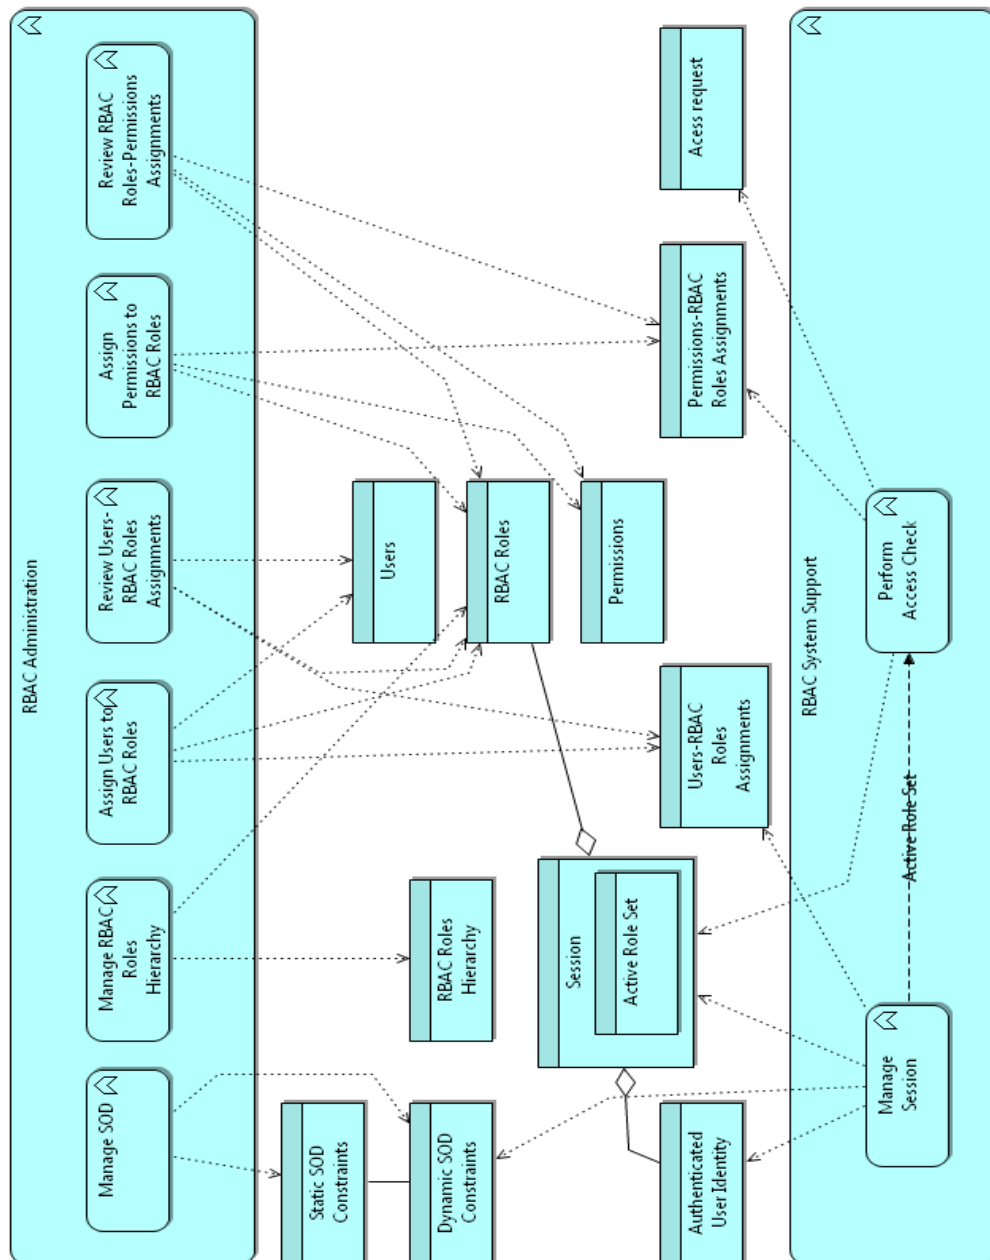 RBAC Administration
Manage SOD
Manage RBAC
Roles
Hierarchy
Assign Users to
RBAC Roles
Review Users-
RBAC Roles
Assignments
Assign
Permissions to
RBAC Roles
Review RBAC
Roles-Permissions
Assignments
Static SOD
Constraints
Dynamic SOD
Constraints
RBAC Roles
Hierarchy
Users
RBAC Roles
Permissions
Session
Active Role Set
Authenticated
User Identity
Users-RBAC
Roles
Assignments
Permissions-RBAC
Roles Assignments
Acess request
RBAC System Support
Manage
Session
Active Role Set
Perform
Access Check